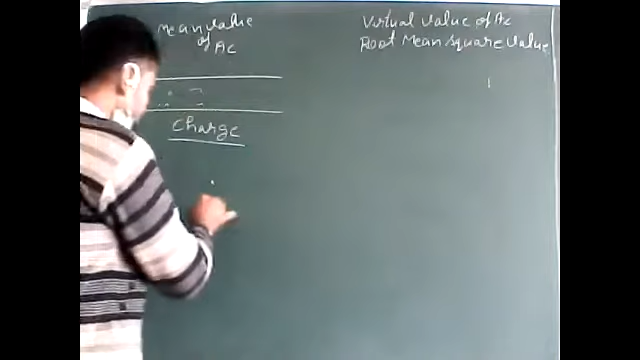 Mean value
of
Ac
Virtual value of Ac
Root Mean square value
Charge